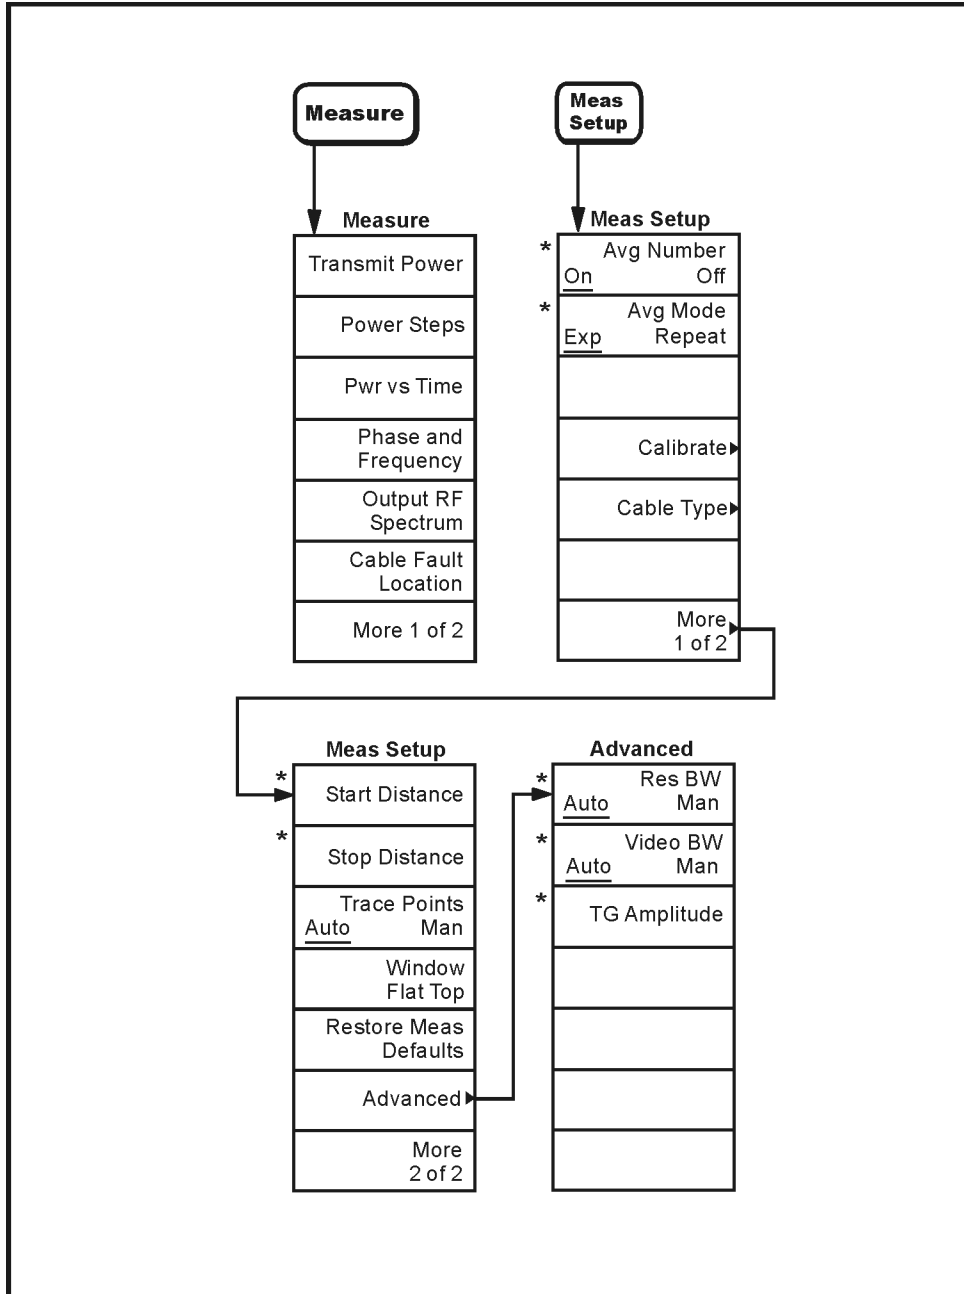 Measure
Meas
Setup
Measure
Transmit Power
Power Steps
Pwr vs Time
Phase and
Frequency
Output RF
Spectrum
Cable Fault
Location
More 1 of 2
Meas Setup
* Avg Number
On Off
* Avg Mode
Exp Repeat
Calibrate
Cable Type
More
1 of 2
Meas Setup
*
Start Distance
*
Stop Distance
Trace Points
Auto Man
Window
Flat Top
Restore Meas
Defaults
Advanced
More
2 of 2
Advanced
* Res BW
Auto Man
* Video BW
Auto Man
*
TG Amplitude